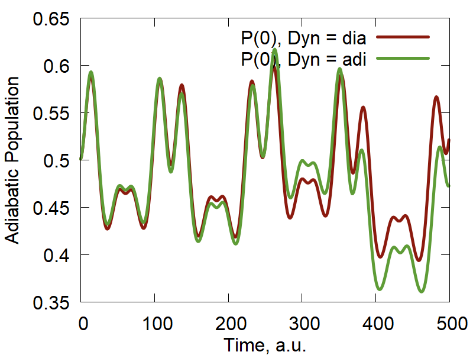 0.65
P(0), Dyn = dia
P(0), Dyn = adi
0.6
0.55
0.5
0.45
0.4
0.35
Adiabatic Population
0 100 200 300 400 500
Time, a.u.